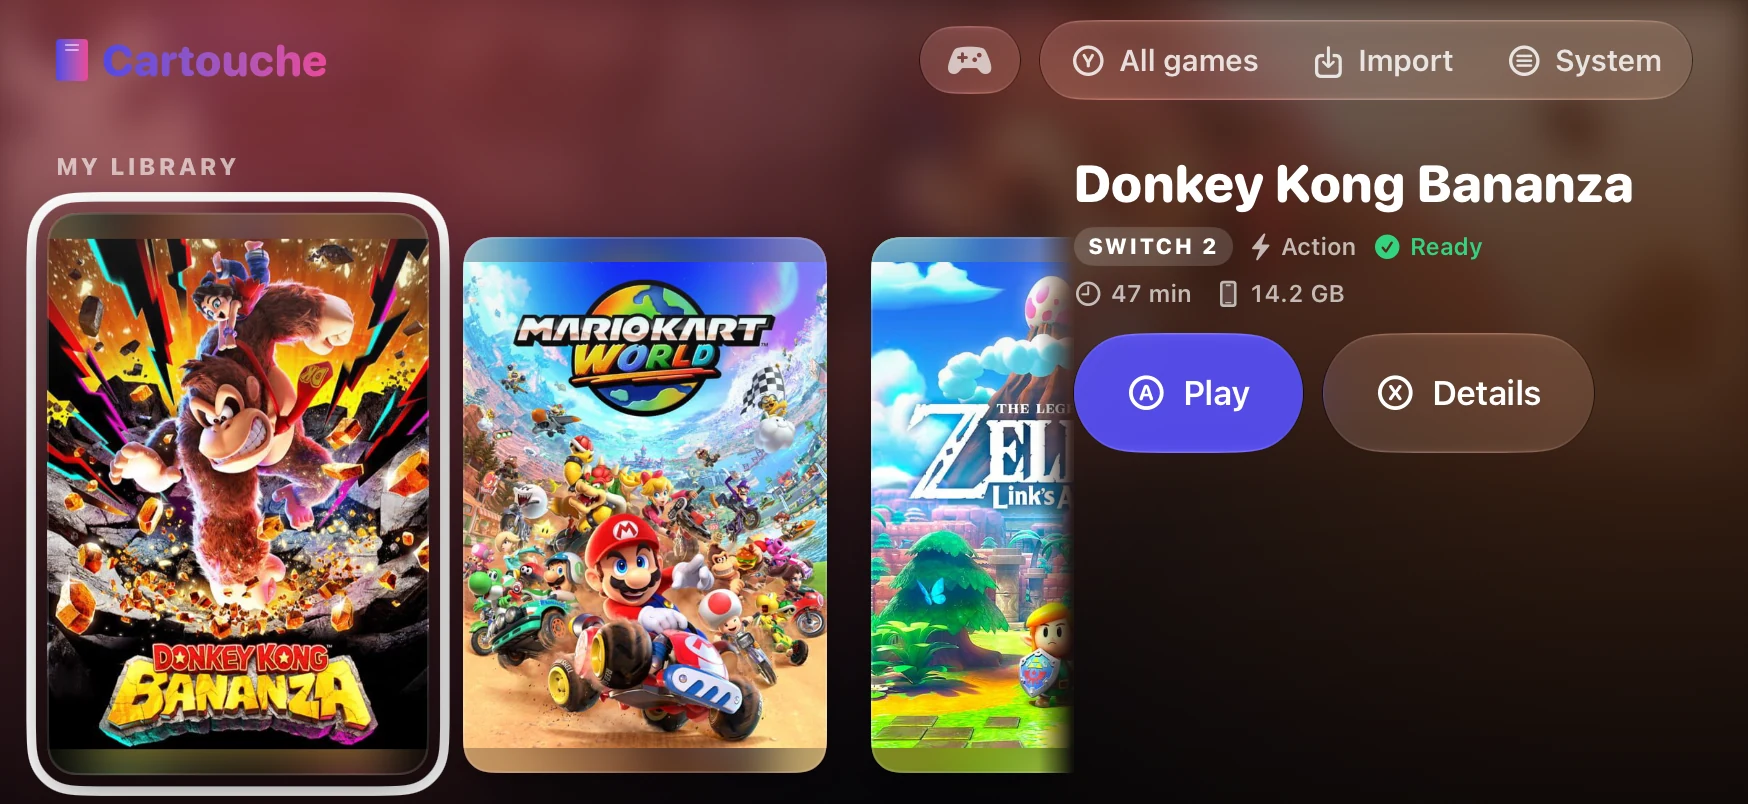 Cartouche
All games
Import
System
MY LIBRARY
Donkey Kong Bananza
SWITCH 2
Action
Ready
47 min
14.2 GB
A Play
X Details
DONKEY KONG
BANANZA
MARIOKART
WORLD
THE LEGE
ZEL
Link's A